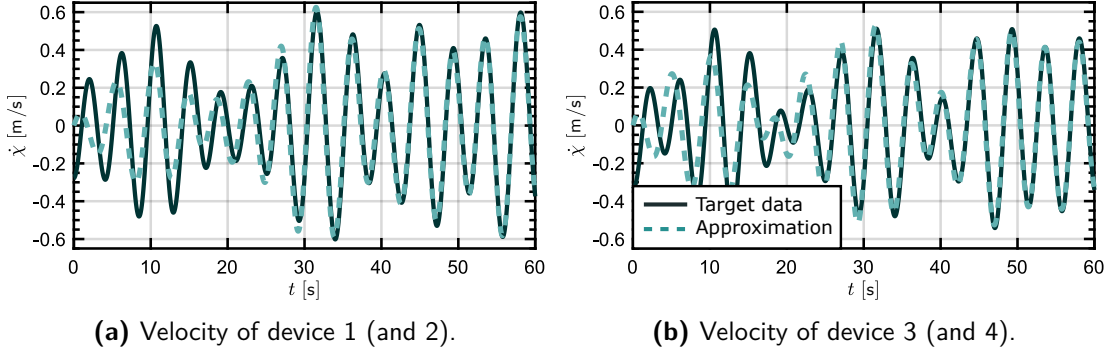 0.6
0.4
0.2
0
-0.2
-0.4
-0.6
χ̇ [m/s]
0 10 20 30 40 50 60
t [s]
(a) Velocity of device 1 (and 2).
0.6
0.4
0.2
0
-0.2
-0.4
-0.6
χ̇ [m/s]
Target data
Approximation
0 10 20 30 40 50 60
t [s]
(b) Velocity of device 3 (and 4).